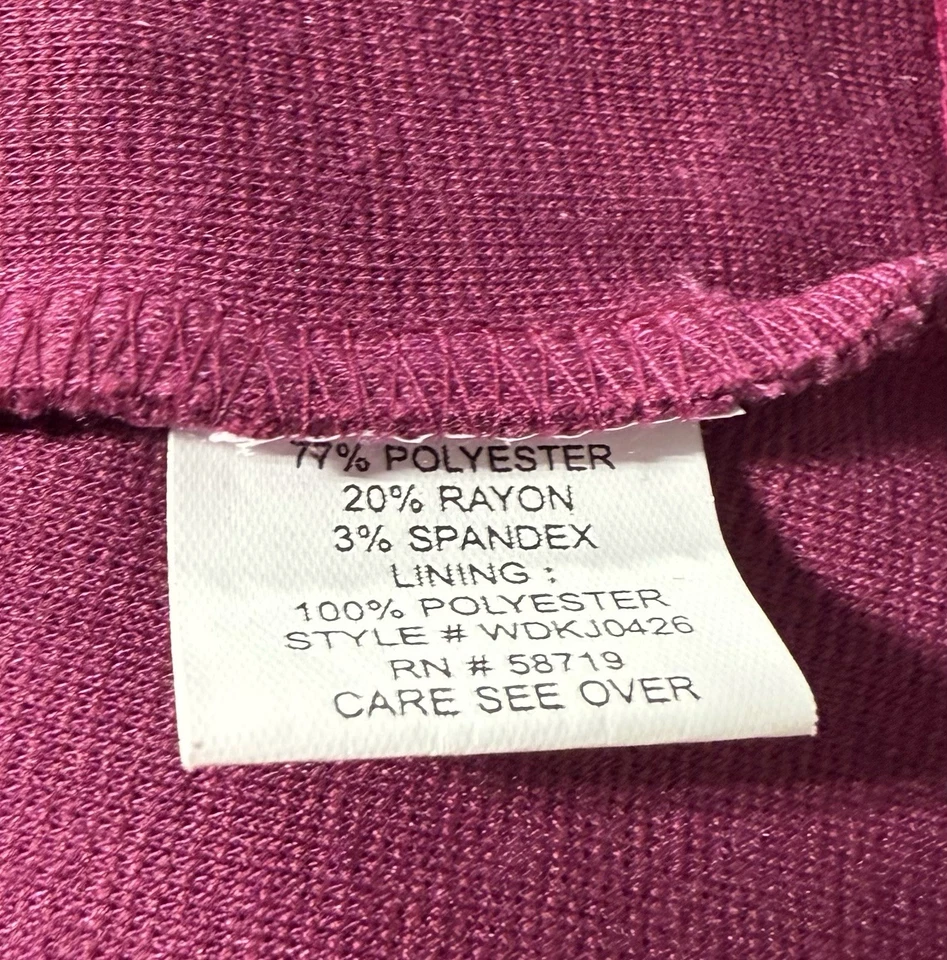 77% POLYESTER
20% RAYON
3% SPANDEX
LINING :
100% POLYESTER
STYLE # WDKJ0426
RN # 58719
CARE SEE OVER